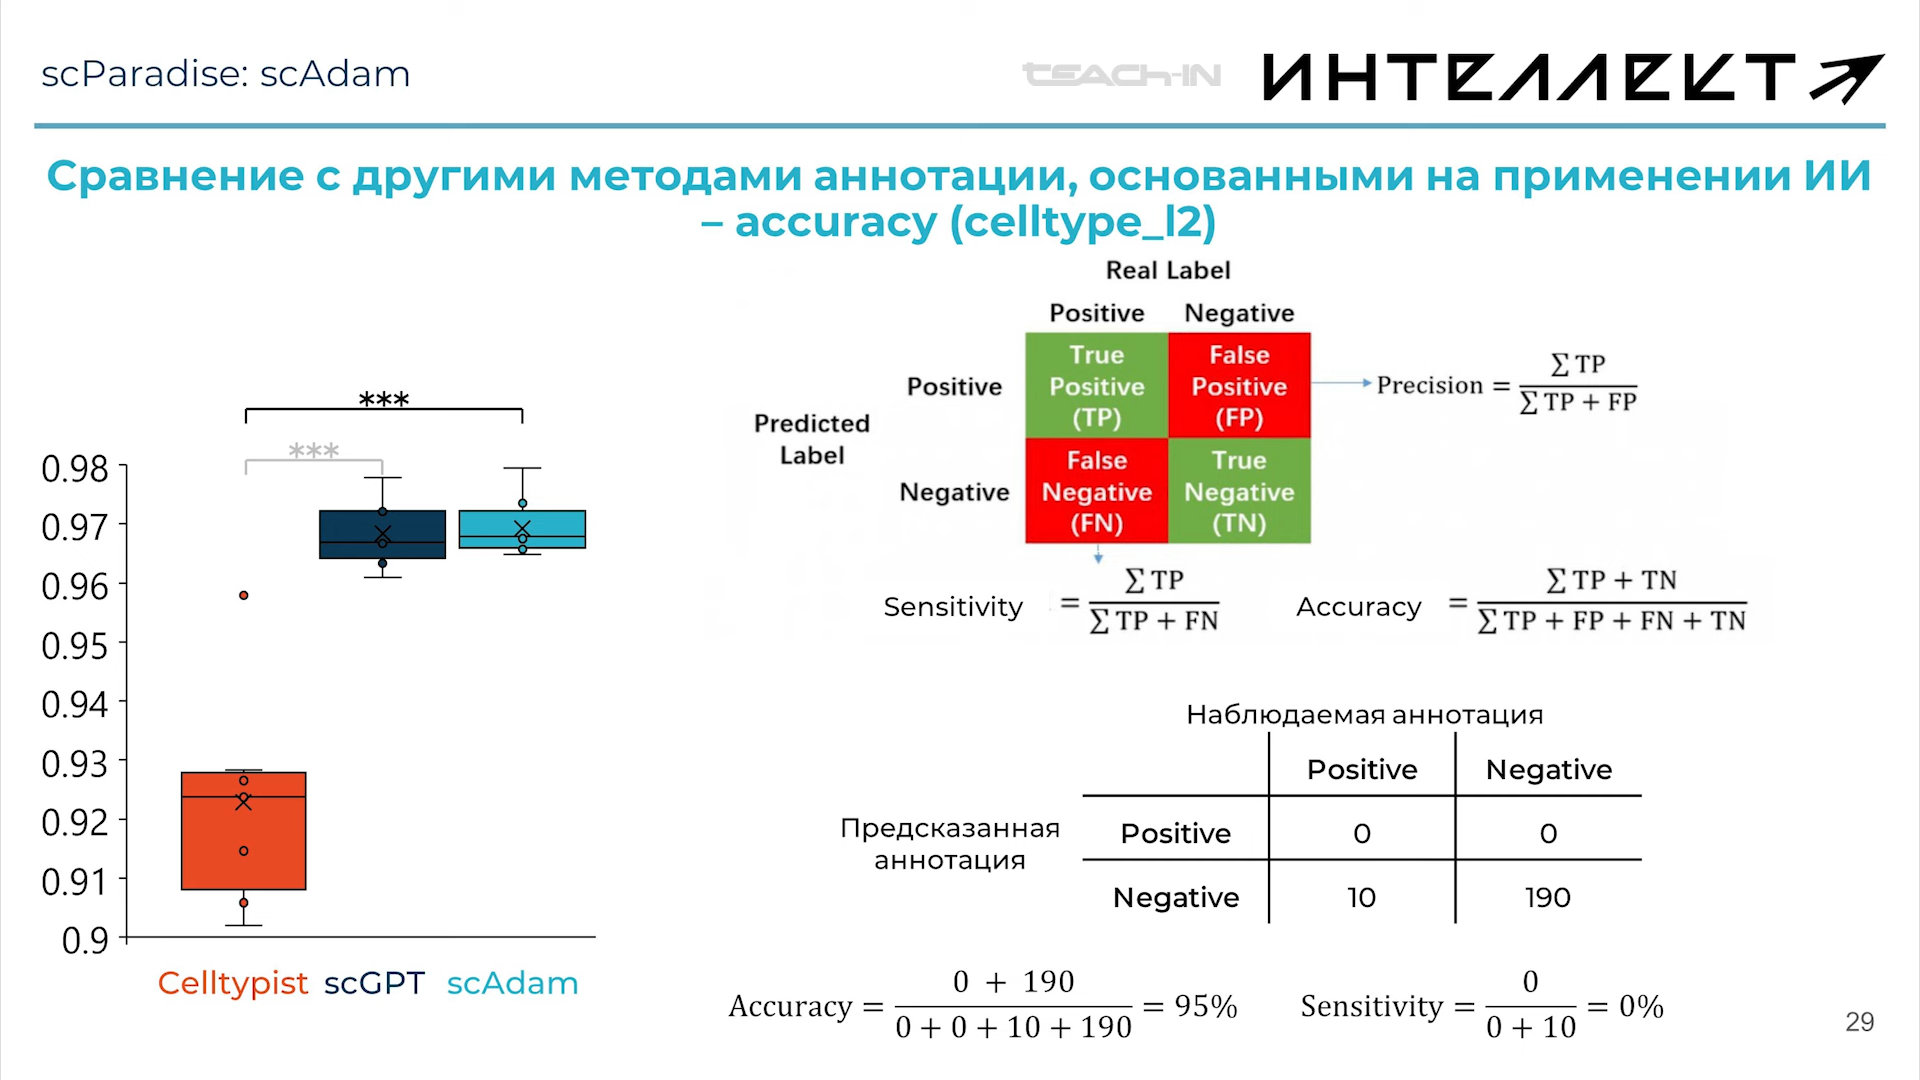 scParadise: scAdam
TEACH-IN
ИНТЕЛЛЕКТ
Сравнение с другими методами аннотации, основанными на применении ИИ
– accuracy (celltype_l2)
Real Label
Positive Negative
Predicted
Label
Positive
True
Positive
(TP)
False
Positive
(FP)
Precision = ∑ TP / ∑ TP + FP
Negative
False
Negative
(FN)
True
Negative
(TN)
Sensitivity = ∑ TP / ∑ TP + FN
Accuracy = ∑ TP + TN / ∑ TP + FP + FN + TN
***
***
0.98
0.97
0.96
0.95
0.94
0.93
0.92
0.91
0.9
Celltypist scGPT scAdam
Наблюдаемая аннотация
Positive Negative
Предсказанная
аннотация
Positive 0 0
Negative 10 190
Accuracy = 0 + 190 / 0 + 0 + 10 + 190 = 95%
Sensitivity = 0 / 0 + 10 = 0%
29